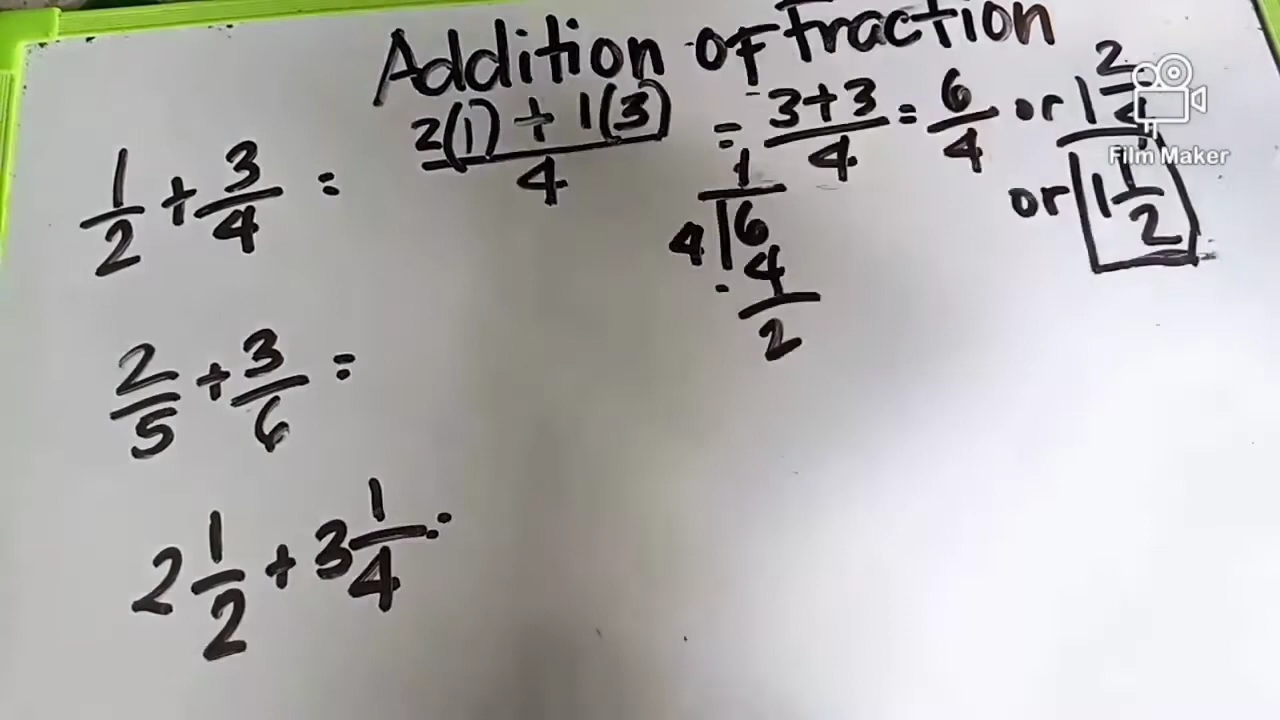 Addition of Fraction
1/2 + 3/4 = (2(1) + 1(3))/4 = (3+3)/4 = 6/4 or 1 2/4
or 1 1/2
1
4 | 6
- 4
2
2/5 + 3/6 =
2 1/2 + 3 1/4 =
Film Maker